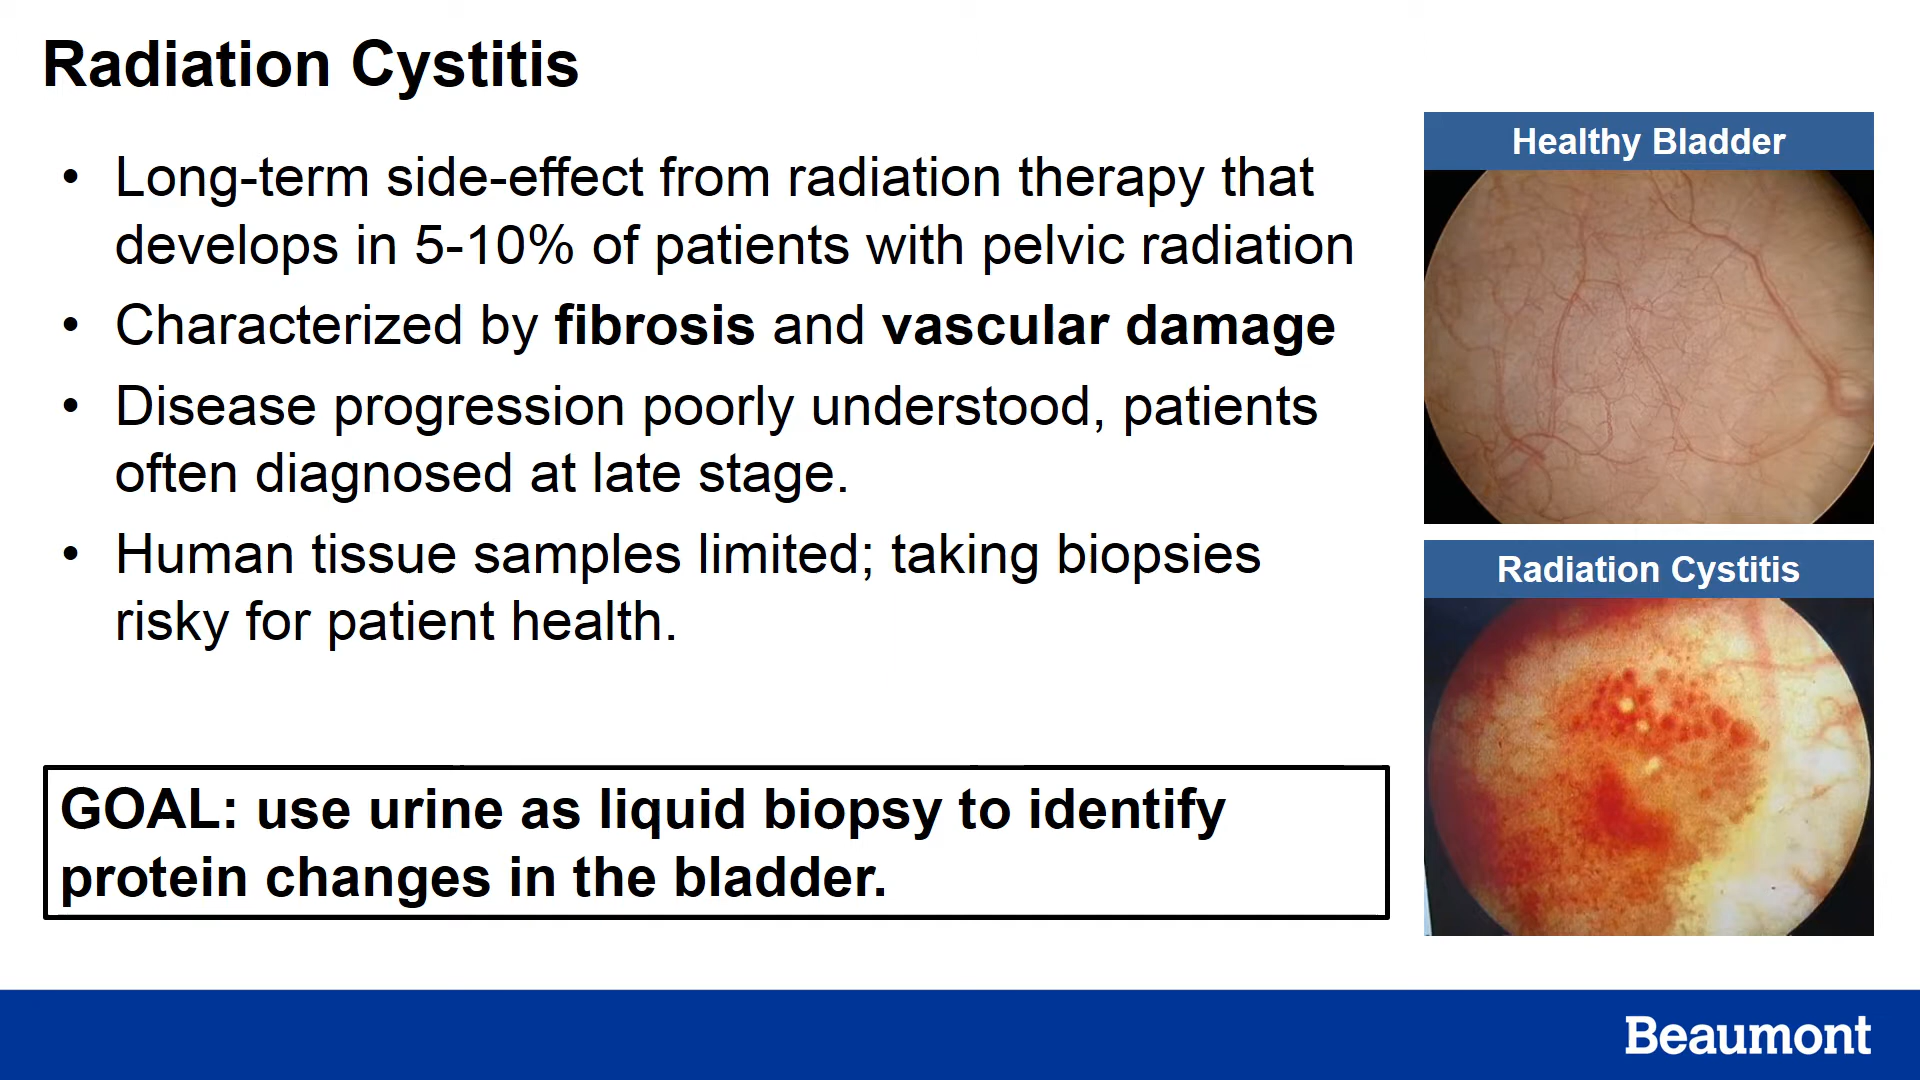 Radiation Cystitis
• Long-term side-effect from radiation therapy that
develops in 5-10% of patients with pelvic radiation
• Characterized by fibrosis and vascular damage
• Disease progression poorly understood, patients
often diagnosed at late stage.
• Human tissue samples limited; taking biopsies
risky for patient health.
GOAL: use urine as liquid biopsy to identify
protein changes in the bladder.
Healthy Bladder
Radiation Cystitis
Beaumont